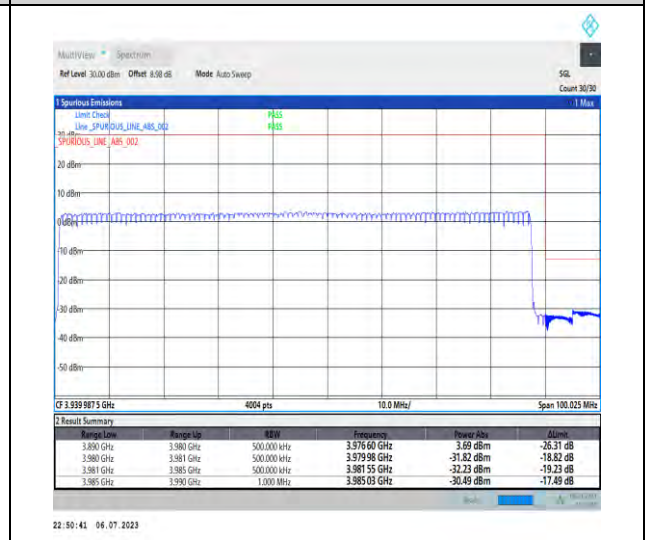 MultiView Spectrum
Ref Level 30.00 dBm Offset 8.98 dB Mode Auto Sweep SGL
Count 30/30
1 Spurious Emissions 1 Max
Limit Check PASS
Line _SPURIOUS_LINE_ABS_002 PASS
30 dBm
SPURIOUS_LINE_ABS_002
20 dBm
10 dBm
0 dBm
-10 dBm
-20 dBm
-30 dBm
-40 dBm
-50 dBm
CF 3.939 987 5 GHz 4004 pts 10.0 MHz/ Span 100.025 MHz
2 Result Summary
Range Low Range Up RBW Frequency Power Abs ΔLimit
3.890 GHz 3.980 GHz 500.000 kHz 3.976 60 GHz 3.69 dBm -26.31 dB
3.980 GHz 3.981 GHz 500.000 kHz 3.979 98 GHz -31.82 dBm -18.82 dB
3.981 GHz 3.985 GHz 500.000 kHz 3.981 55 GHz -32.23 dBm -19.23 dB
3.985 GHz 3.990 GHz 1.000 MHz 3.985 03 GHz -30.49 dBm -17.49 dB
22:50:41 06.07.2023